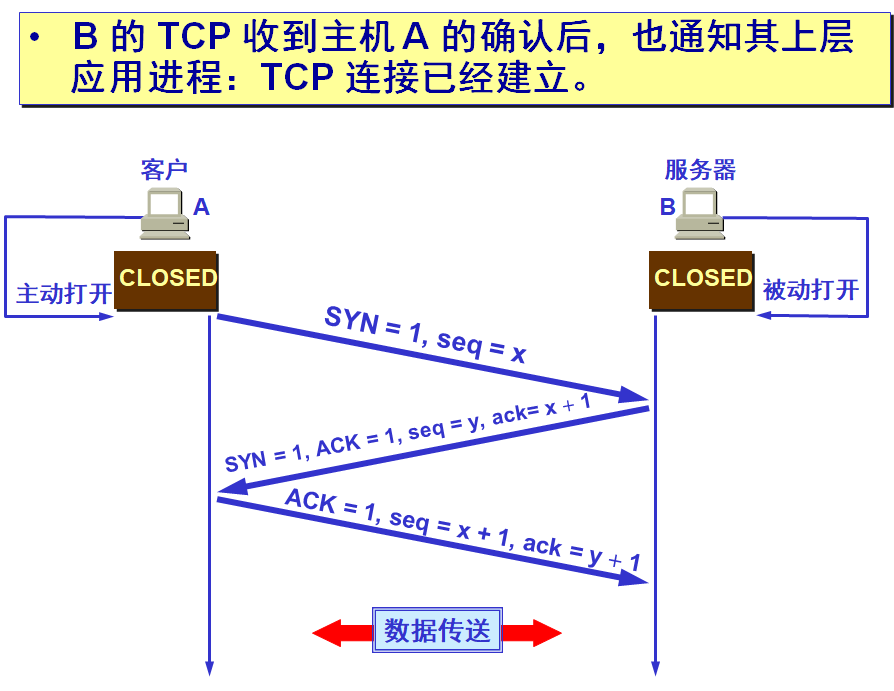 • B 的 TCP 收到主机 A 的确认后，也通知其上层
应用进程：TCP 连接已经建立。
客户
服务器
A
B
CLOSED
CLOSED
主动打开
被动打开
SYN = 1, seq = x
SYN = 1, ACK = 1, seq = y, ack= x + 1
ACK = 1, seq = x + 1, ack = y + 1
数据传送